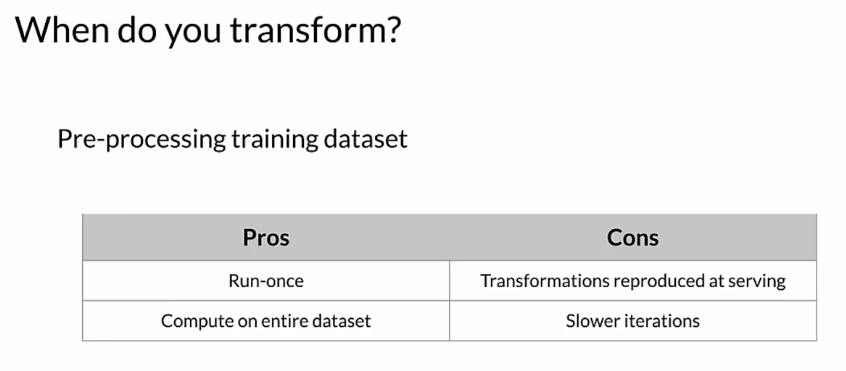 When do you transform?
Pre-processing training dataset
Pros Cons
Run-once Transformations reproduced at serving
Compute on entire dataset Slower iterations